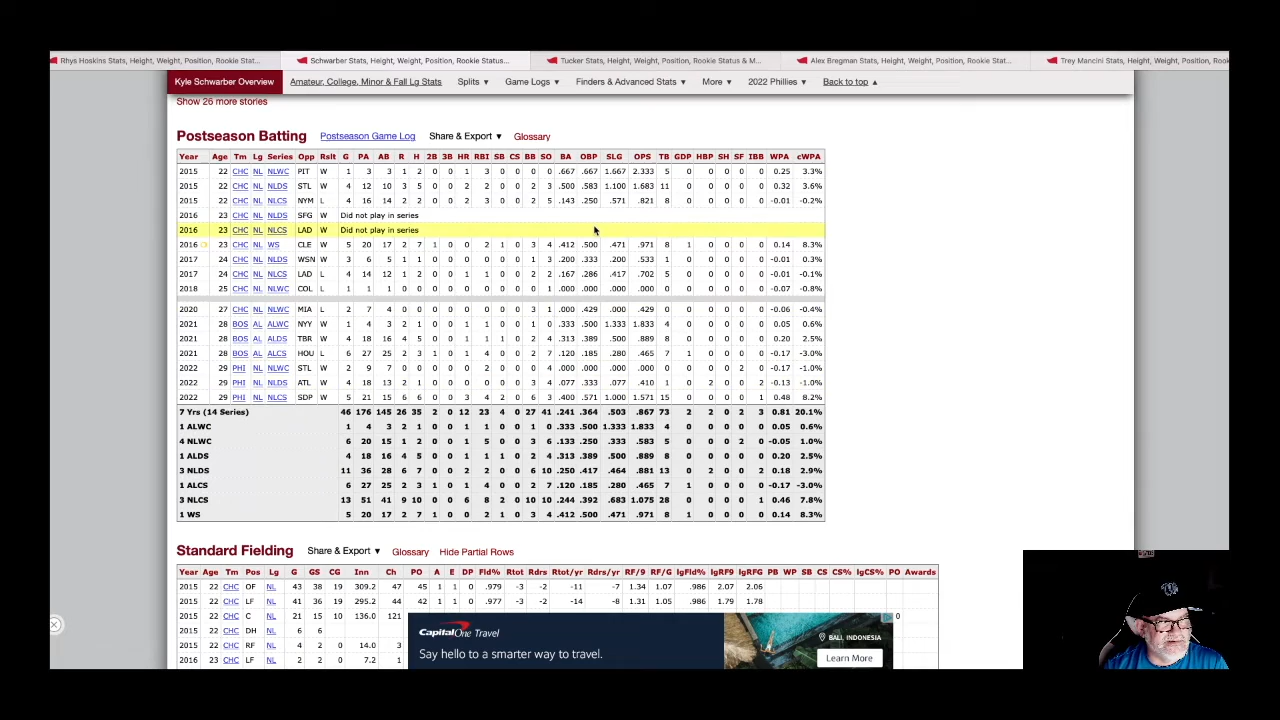 Rhys Hoskins Stats, Height, Weight, Position, Rookie Stat... Schwarber Stats, Height, Weight, Position, Rookie Status... Tucker Stats, Height, Weight, Position, Rookie Status & M... Alex Bregman Stats, Height, Weight, Position, Rookie Stat... Trey Mancini Stats, Height, Weight, Position, Rook
Kyle Schwarber Overview Amateur, College, Minor & Fall Lg Stats Splits ▼ Game Logs ▼ Finders & Advanced Stats ▼ More ▼ 2022 Phillies ▼ Back to top ▲
Show 26 more stories
Postseason Batting Postseason Game Log Share & Export ▼ Glossary
Year Age Tm Lg Series Opp Rslt G PA AB R H 2B 3B HR RBI SB CS BB SO BA OBP SLG OPS TB GDP HBP SH SF IBB WPA cWPA
2015 22 CHC NL NLWC PIT W 1 3 3 1 2 0 0 1 3 0 0 0 0 .667 .667 1.667 2.333 5 0 0 0 0 0 0.25 3.3%
2015 22 CHC NL NLDS STL W 4 12 10 3 5 0 0 2 2 0 0 2 3 .500 .583 1.100 1.683 11 0 0 0 0 0 0.32 3.6%
2015 22 CHC NL NLCS NYM L 4 16 14 2 2 0 0 2 3 0 0 2 5 .143 .250 .571 .821 8 0 0 0 0 0 -0.01 -0.2%
2016 23 CHC NL NLDS SFG W Did not play in series
2016 23 CHC NL NLCS LAD W Did not play in series
2016 23 CHC NL WS CLE W 5 20 17 2 7 1 0 0 2 1 0 3 4 .412 .500 .471 .971 8 1 0 0 0 0 0.14 8.3%
2017 24 CHC NL NLDS WSN W 3 6 5 1 1 0 0 0 0 0 0 1 3 .200 .333 .200 .533 1 0 0 0 0 0 -0.01 0.3%
2017 24 CHC NL NLCS LAD L 4 14 12 1 2 0 0 1 1 0 0 2 2 .167 .286 .417 .702 5 0 0 0 0 0 -0.01 -0.1%
2018 25 CHC NL NLWC COL L 1 1 1 0 0 0 0 0 0 0 0 0 1 .000 .000 .000 .000 0 0 0 0 0 0 -0.07 -0.8%
2020 27 CHC NL NLWC MIA L 2 7 4 0 0 0 0 0 0 0 0 3 1 .000 .429 .000 .429 0 0 0 0 0 0 -0.06 -0.4%
2021 28 BOS AL ALWC NYY W 1 4 3 2 1 0 0 1 1 0 0 1 0 .333 .500 1.333 1.833 4 0 0 0 0 0 0.05 0.6%
2021 28 BOS AL ALDS TBR W 4 18 16 4 5 0 0 1 1 1 0 2 4 .313 .389 .500 .889 8 0 0 0 0 0 0.20 2.5%
2021 28 BOS AL ALCS HOU L 6 27 25 2 3 1 0 1 4 0 0 2 7 .120 .185 .280 .465 7 1 0 0 0 0 -0.17 -3.0%
2022 29 PHI NL NLWC STL W 2 9 7 0 0 0 0 0 2 0 0 0 4 .000 .000 .000 .000 0 0 0 0 2 0 -0.17 -1.0%
2022 29 PHI NL NLDS ATL W 4 18 13 2 1 0 0 0 0 0 0 3 4 .077 .333 .077 .410 1 0 2 0 0 2 -0.13 -1.0%
2022 29 PHI NL NLCS SDP W 5 21 15 6 6 0 0 3 4 2 0 6 3 .400 .571 1.000 1.571 15 0 0 0 0 1 0.48 8.2%
7 Yrs (14 Series) 46 176 145 26 35 2 0 12 23 4 0 27 41 .241 .364 .503 .867 73 2 2 0 2 3 0.81 20.1%
1 ALWC 1 4 3 2 1 0 0 1 1 0 0 1 0 .333 .500 1.333 1.833 4 0 0 0 0 0 0.05 0.6%
4 NLWC 6 20 15 1 2 0 0 1 5 0 0 3 6 .133 .250 .333 .583 5 0 0 0 2 0 -0.05 1.0%
1 ALDS 4 18 16 4 5 0 0 1 1 1 0 2 4 .313 .389 .500 .889 8 0 0 0 0 0 0.20 2.5%
3 NLDS 11 36 28 6 7 0 0 2 2 0 0 6 10 .250 .417 .464 .881 13 0 2 0 0 2 0.18 2.9%
1 ALCS 6 27 25 2 3 1 0 1 4 0 0 2 7 .120 .185 .280 .465 7 1 0 0 0 0 -0.17 -3.0%
3 NLCS 13 51 41 9 10 0 0 6 8 2 0 10 10 .244 .392 .683 1.075 28 0 0 0 0 1 0.46 7.8%
1 WS 5 20 17 2 7 1 0 0 2 1 0 3 4 .412 .500 .471 .971 8 1 0 0 0 0 0.14 8.3%
Standard Fielding Share & Export ▼ Glossary Hide Partial Rows
Year Age Tm Pos Lg G GS CG Inn Ch PO A E DP Fld% Rtot Rdrs Rtot/yr Rdrs/yr RF/9 RF/G lgFld% lgRF9 lgRFG PB WP SB CS CS% lgCS% PO Awards
2015 22 CHC OF NL 43 38 19 309.2 47 45 1 1 0 .979 -3 -2 -11 -7 1.34 1.07 .986 2.07 2.06
2015 22 CHC LF NL 41 36 19 295.2 44 42 1 1 0 .977 -3 -2 -14 -8 1.31 1.05 .986 1.79 1.78
2015 22 CHC C NL 21 15 10 136.0 121 0
2015 22 CHC DH NL 6 6
2015 22 CHC RF NL 4 2 0 14.0 3
2016 23 CHC LF NL 2 2 0 7.2 1
Capital One Travel
Say hello to a smarter way to travel.
BALI, INDONESIA
Learn More